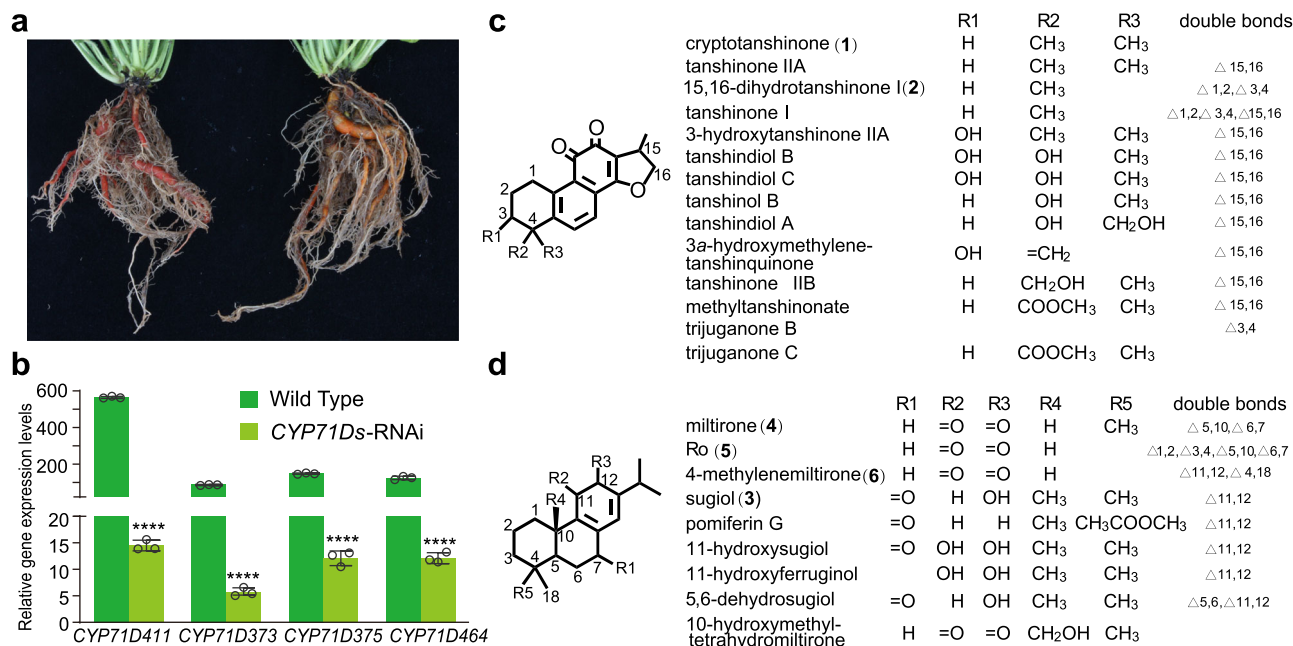 a
b
Relative gene expression levels
600
400
200
20
15
10
5
0
Wild Type
CYP71Ds-RNAi
**** **** **** ****
CYP71D411 CYP71D373 CYP71D375 CYP71D464
c
O O 15 16 O 1 2 3 4 R1 R2 R3
R1 R2 R3 double bonds
cryptotanshinone (1) H CH3 CH3
tanshinone IIA H CH3 CH3 △ 15,16
15,16-dihydrotanshinone I(2) H CH3 △ 1,2,△ 3,4
tanshinone I H CH3 △ 1,2,△ 3,4,△15,16
3-hydroxytanshinone IIA OH CH3 CH3 △ 15,16
tanshindiol B OH OH CH3 △ 15,16
tanshindiol C OH OH CH3 △ 15,16
tanshinol B H OH CH3 △ 15,16
tanshindiol A H OH CH2OH △ 15,16
3a-hydroxymethylene-
tanshinquinone OH =CH2 △ 15,16
tanshinone IIB H CH2OH CH3 △ 15,16
methyltanshinonate H COOCH3 CH3 △ 15,16
trijuganone B △3,4
trijuganone C H COOCH3 CH3
d
R3 R2 12 11 R4 1 2 10 3 4 5 7 6 R1 R5 18
R1 R2 R3 R4 R5 double bonds
miltirone (4) H =O =O H CH3 △ 5,10,△ 6,7
Ro (5) H =O =O H △1,2,△3,4,△5,10,△6,7
4-methylenemiltirone (6) H =O =O H △11,12,△ 4,18
sugiol (3) =O H OH CH3 CH3 △11,12
pomiferin G =O H H CH3 CH3COOCH3 △11,12
11-hydroxysugiol =O OH OH CH3 CH3 △11,12
11-hydroxyferruginol OH OH CH3 CH3 △11,12
5,6-dehydrosugiol =O H OH CH3 CH3 △5,6,△11,12
10-hydroxymethyl-
tetrahydromiltirone H =O =O CH2OH CH3